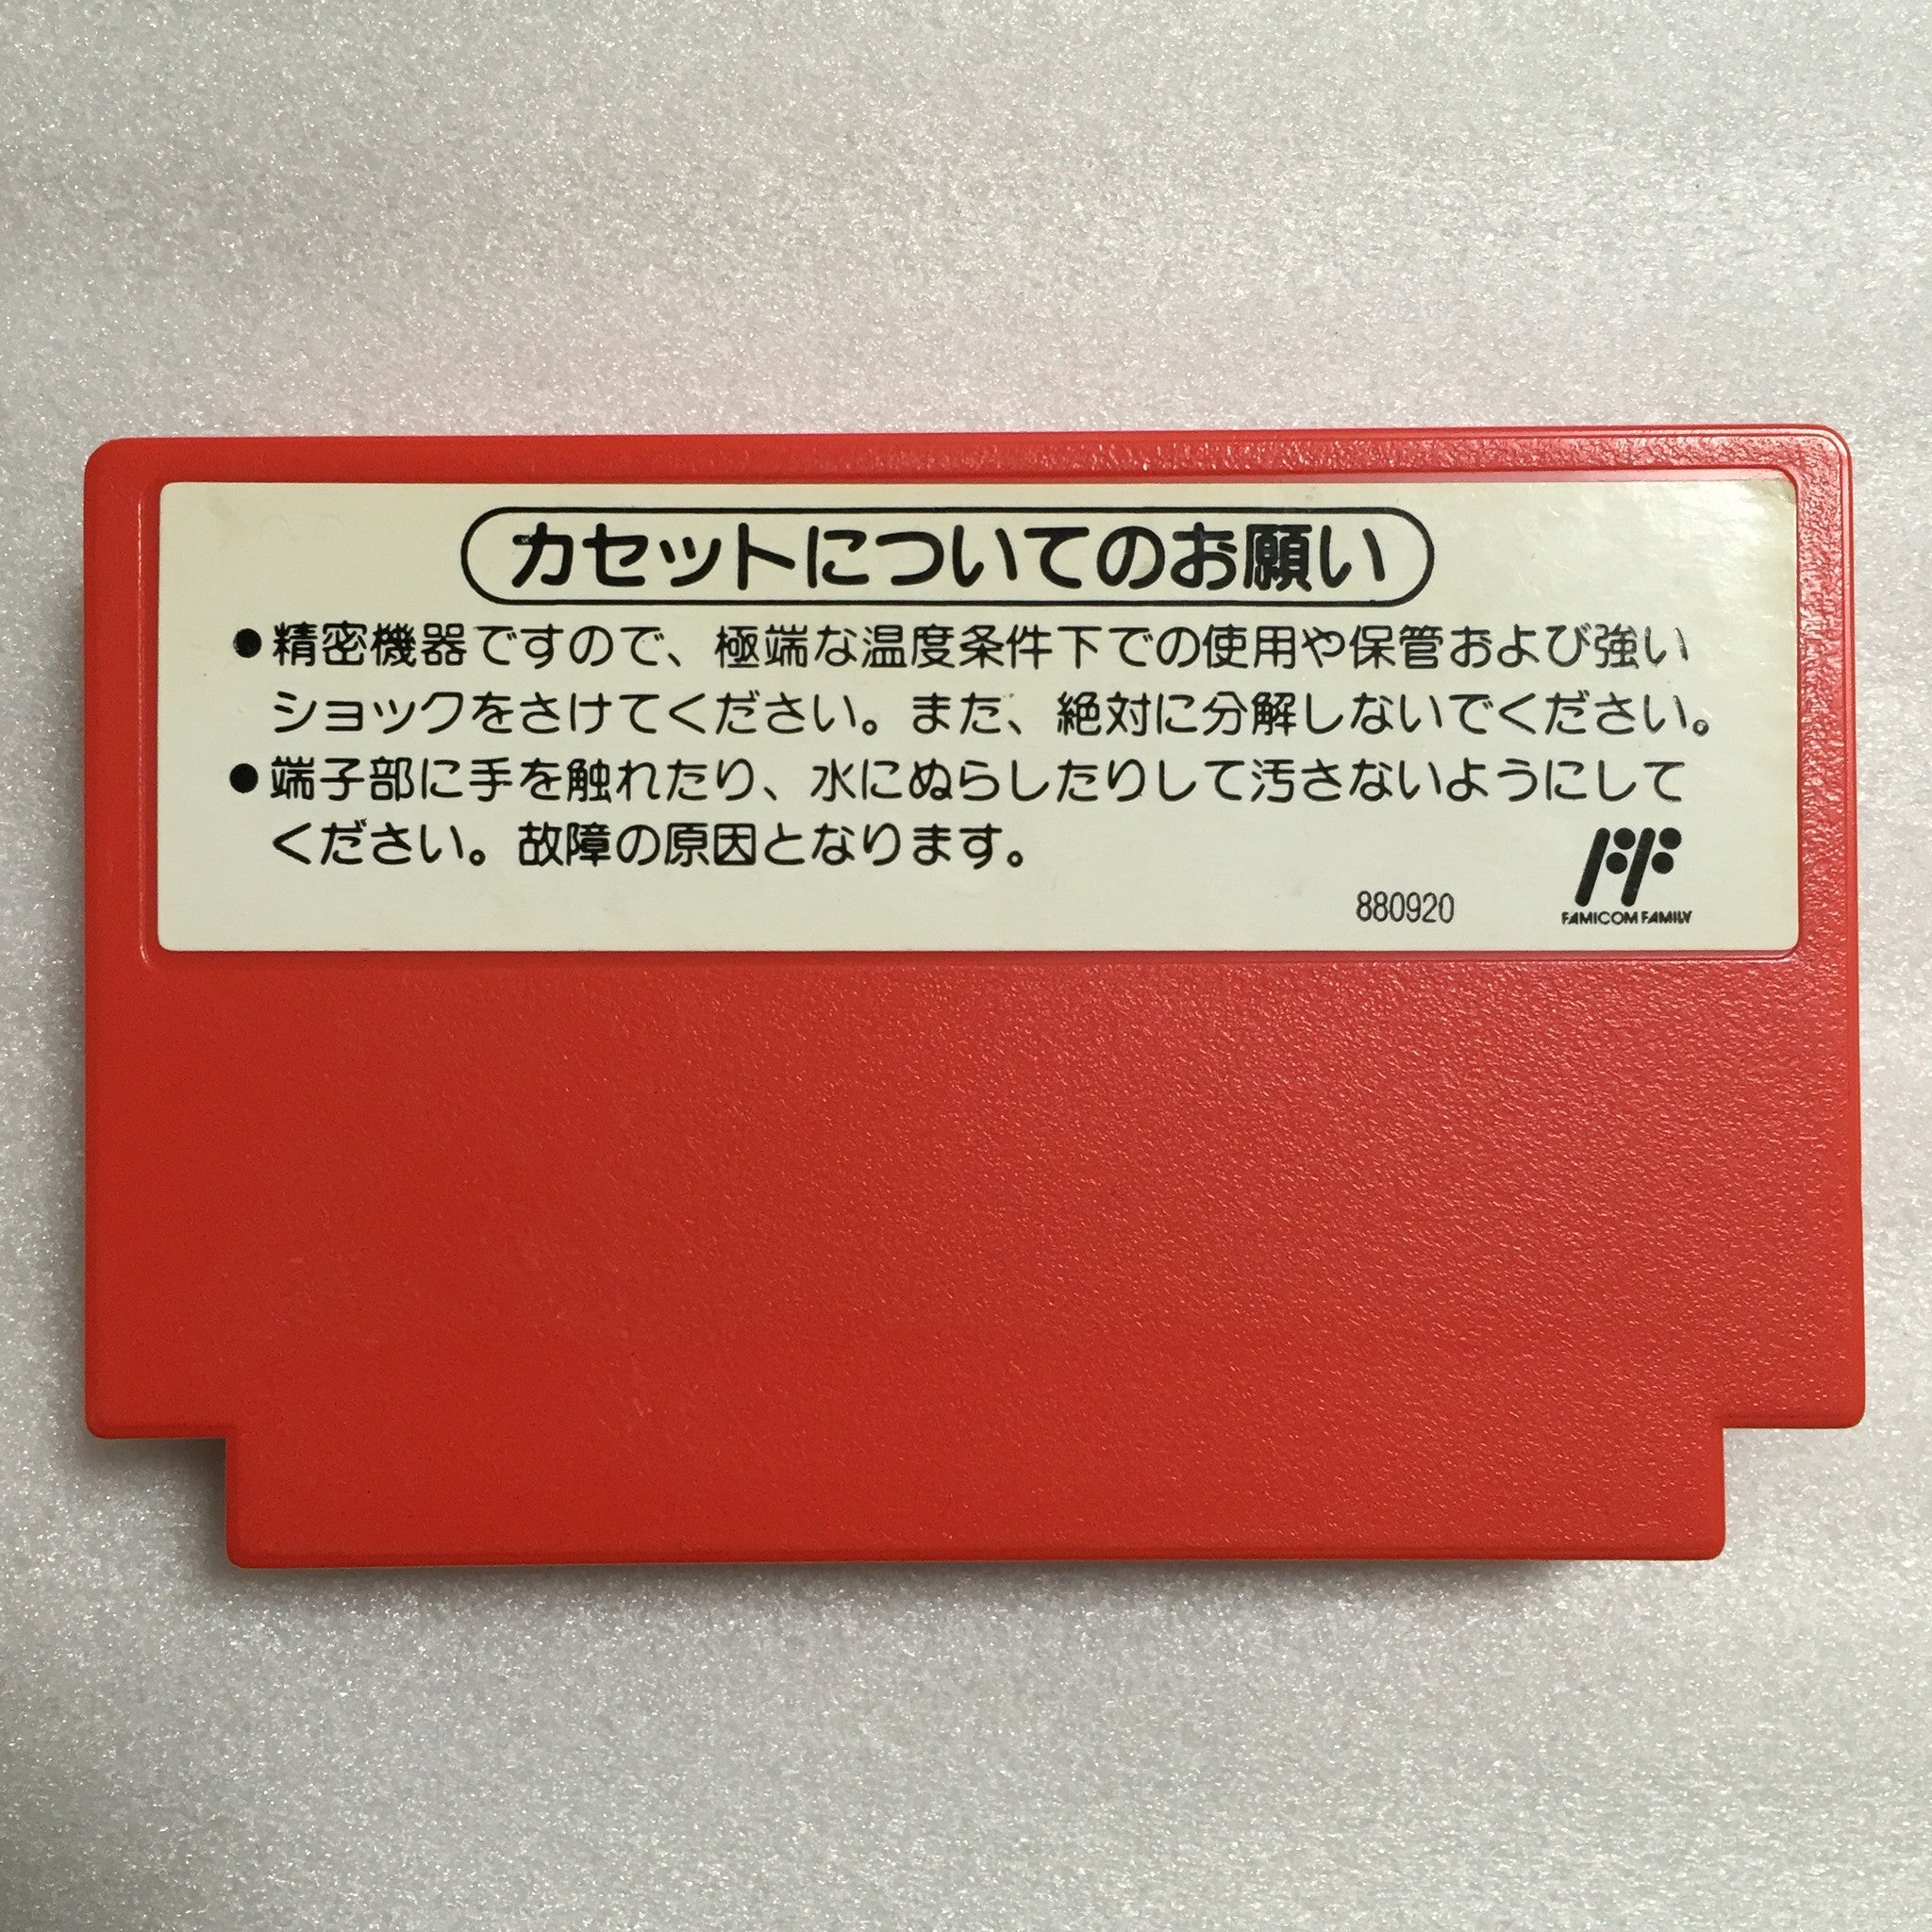 カセットについてのお願い
●精密機器ですので、極端な温度条件下での使用や保管および強い
ショックをさけてください。また、絶対に分解しないでください。
●端子部に手を触れたり、水にぬらしたりして汚さないようにして
ください。故障の原因となります。
880920
FAMICOM FAMILY